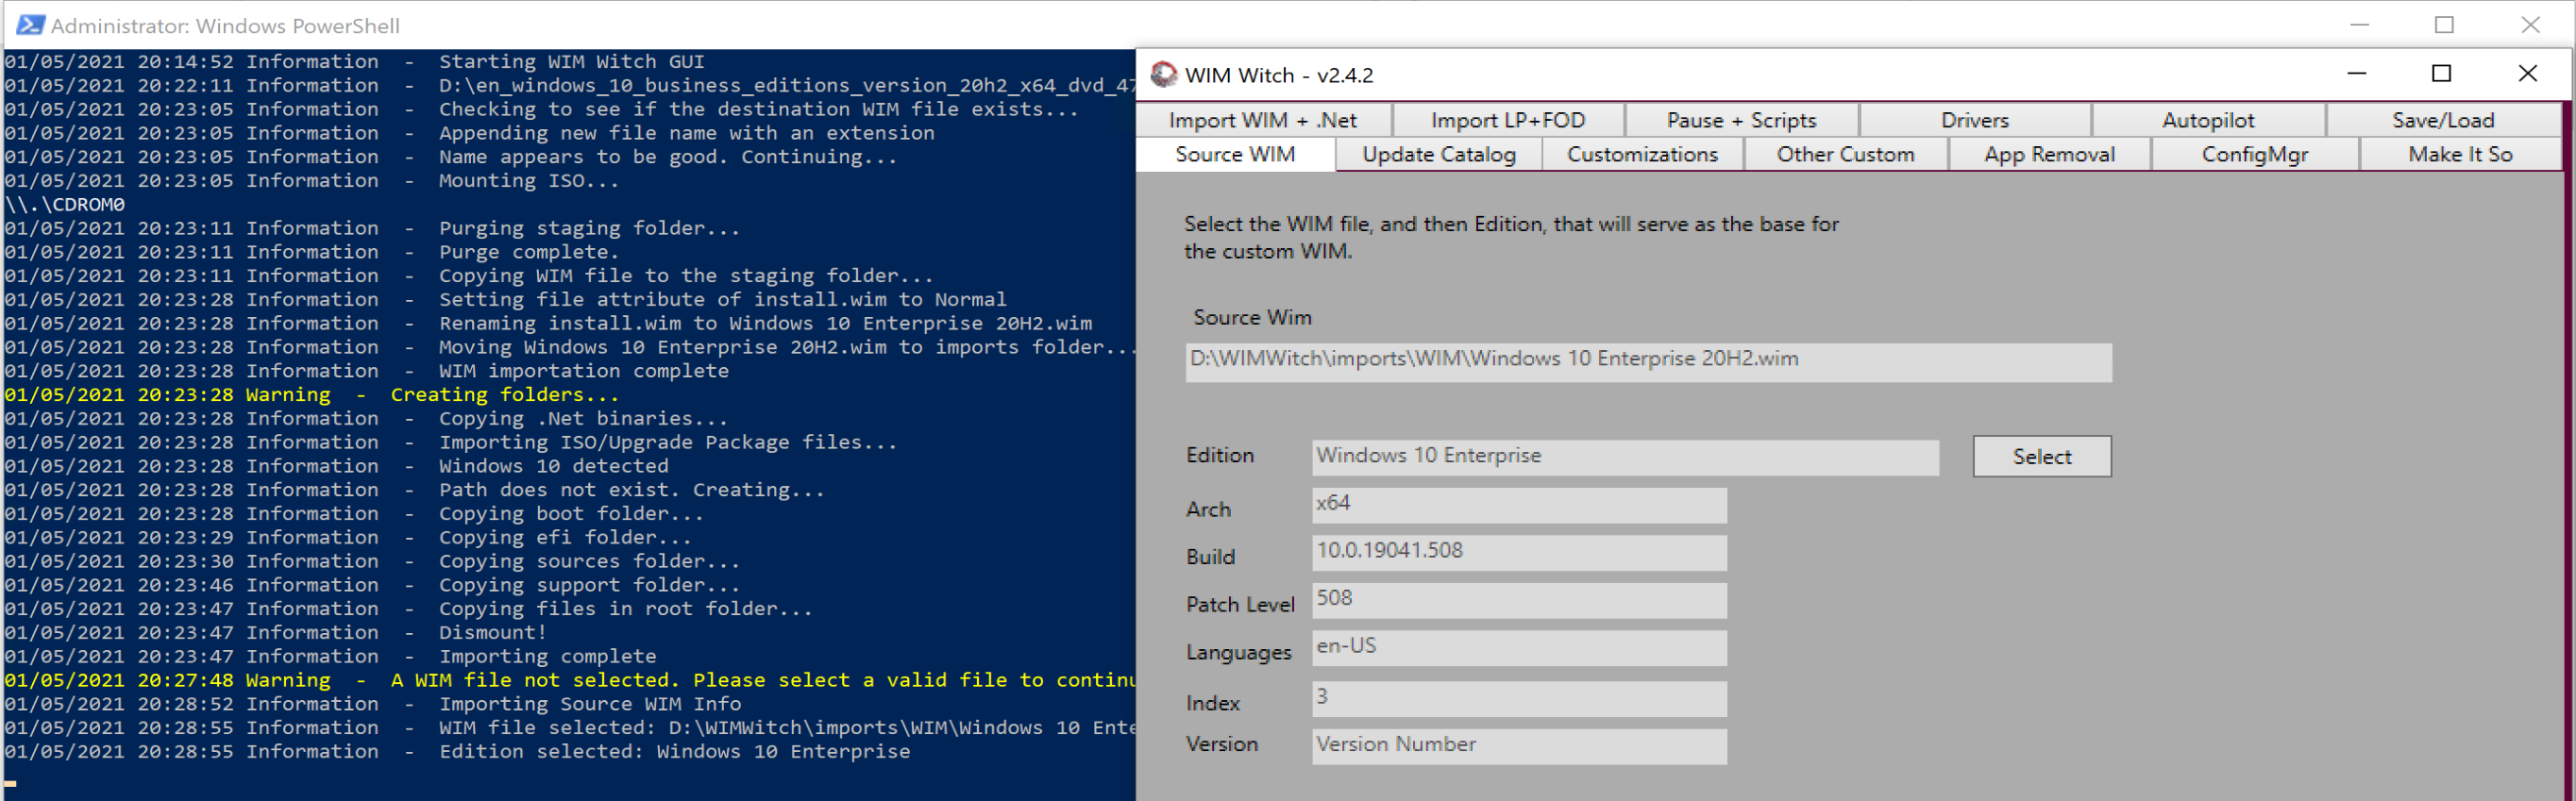 Administrator: Windows PowerShell
01/05/2021 20:14:52 Information - Starting WIM Witch GUI
01/05/2021 20:22:11 Information - D:\en_windows_10_business_editions_version_20h2_x64_dvd_47
01/05/2021 20:23:05 Information - Checking to see if the destination WIM file exists...
01/05/2021 20:23:05 Information - Appending new file name with an extension
01/05/2021 20:23:05 Information - Name appears to be good. Continuing...
01/05/2021 20:23:05 Information - Mounting ISO...
\\.\CDROM0
01/05/2021 20:23:11 Information - Purging staging folder...
01/05/2021 20:23:11 Information - Purge complete.
01/05/2021 20:23:11 Information - Copying WIM file to the staging folder...
01/05/2021 20:23:28 Information - Setting file attribute of install.wim to Normal
01/05/2021 20:23:28 Information - Renaming install.wim to Windows 10 Enterprise 20H2.wim
01/05/2021 20:23:28 Information - Moving Windows 10 Enterprise 20H2.wim to imports folder...
01/05/2021 20:23:28 Information - WIM importation complete
01/05/2021 20:23:28 Warning - Creating folders...
01/05/2021 20:23:28 Information - Copying .Net binaries...
01/05/2021 20:23:28 Information - Importing ISO/Upgrade Package files...
01/05/2021 20:23:28 Information - Windows 10 detected
01/05/2021 20:23:28 Information - Path does not exist. Creating...
01/05/2021 20:23:28 Information - Copying boot folder...
01/05/2021 20:23:29 Information - Copying efi folder...
01/05/2021 20:23:30 Information - Copying sources folder...
01/05/2021 20:23:46 Information - Copying support folder...
01/05/2021 20:23:47 Information - Copying files in root folder...
01/05/2021 20:23:47 Information - Dismount!
01/05/2021 20:23:47 Information - Importing complete
01/05/2021 20:27:48 Warning - A WIM file not selected. Please select a valid file to continu
01/05/2021 20:28:52 Information - Importing Source WIM Info
01/05/2021 20:28:55 Information - WIM file selected: D:\WIMWitch\imports\WIM\Windows 10 Ente
01/05/2021 20:28:55 Information - Edition selected: Windows 10 Enterprise
WIM Witch - v2.4.2
Import WIM + .Net Import LP+FOD Pause + Scripts Drivers Autopilot Save/Load
Source WIM Update Catalog Customizations Other Custom App Removal ConfigMgr Make It So
Select the WIM file, and then Edition, that will serve as the base for
the custom WIM.
Source Wim
D:\WIMWitch\imports\WIM\Windows 10 Enterprise 20H2.wim
Edition Windows 10 Enterprise Select
Arch x64
Build 10.0.19041.508
Patch Level 508
Languages en-US
Index 3
Version Version Number